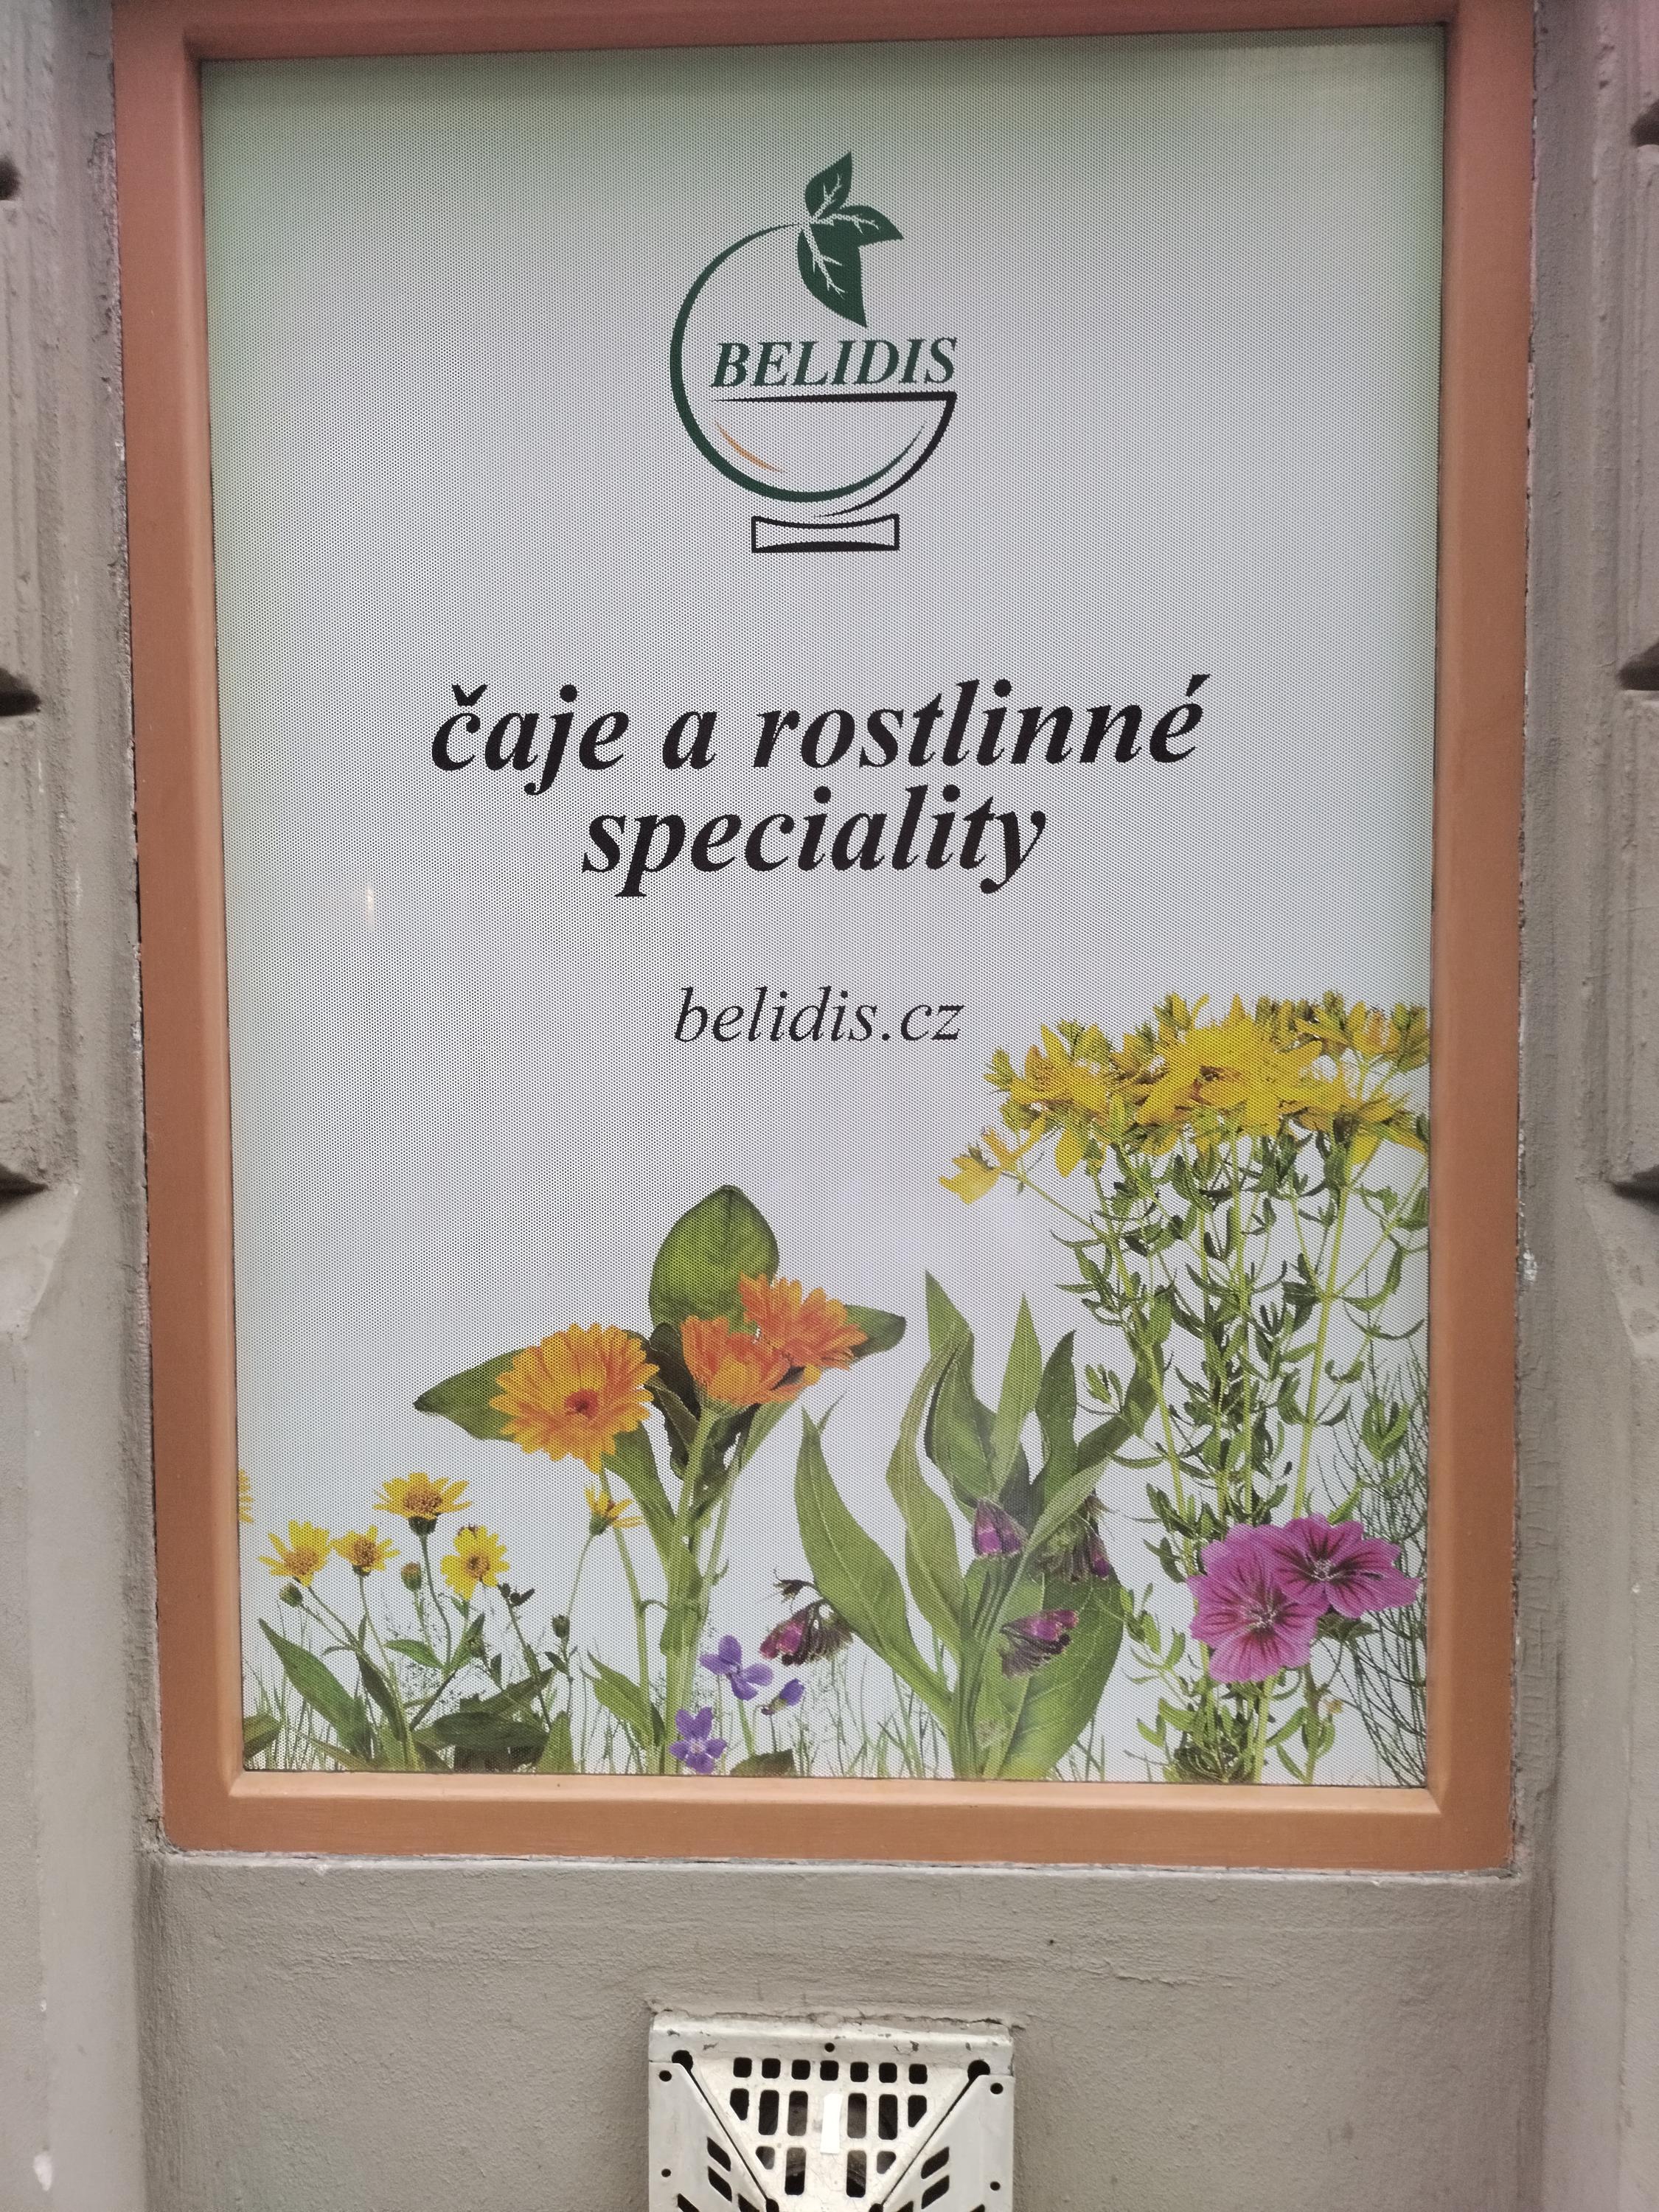 BELIDIS
čaje a rostlinné
speciality
belidis.cz